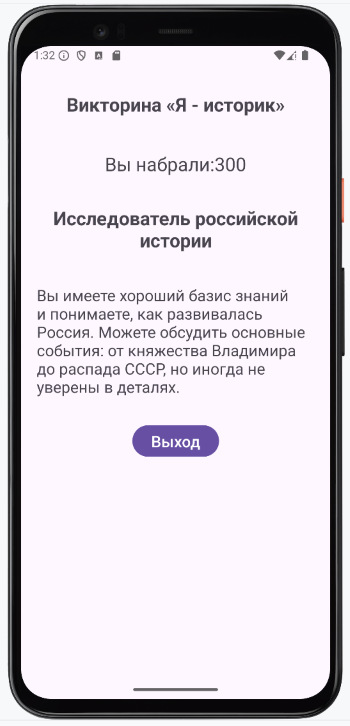 1:32
Викторина «Я - историк»
Вы набрали:300
Исследователь российской
истории
Вы имеете хороший базис знаний
и понимаете, как развивалась
Россия. Можете обсудить основные
события: от княжества Владимира
до распада СССР, но иногда не
уверены в деталях.
Выход